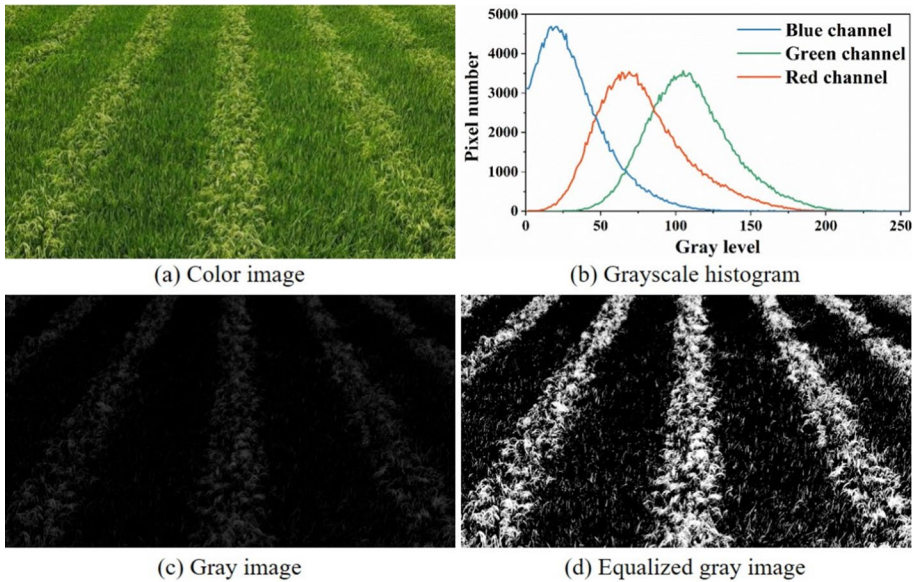 5000
4000
3000
2000
1000
0
Pixel number
Blue channel
Green channel
Red channel
0 50 100 150 200 250
Gray level
(a) Color image
(b) Grayscale histogram
(c) Gray image
(d) Equalized gray image